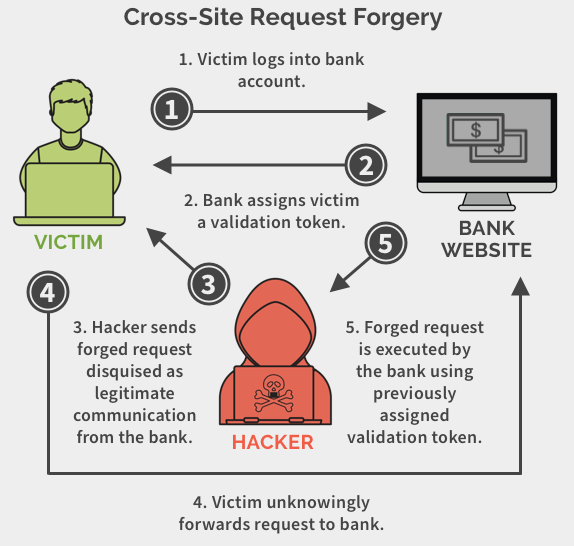 Cross-Site Request Forgery
1. Victim logs into bank
account.
1
2
2. Bank assigns victim
a validation token.
$
$
VICTIM
BANK
WEBSITE
5
3
4
3. Hacker sends
forged request
disquised as
legitimate
communication
from the bank.
HACKER
5. Forged request
is executed by
the bank using
previously
assigned
validation token.
4. Victim unknowingly
forwards request to bank.